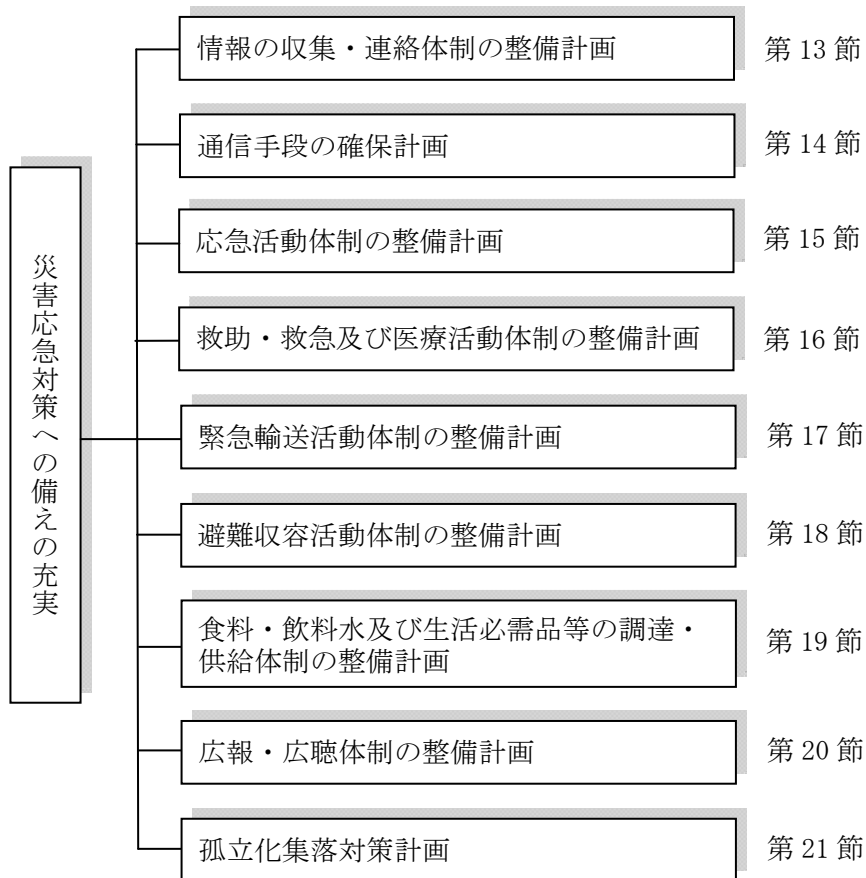 災害応急対策への備えの充実
情報の収集・連絡体制の整備計画 第 13 節
通信手段の確保計画 第 14 節
応急活動体制の整備計画 第 15 節
救助・救急及び医療活動体制の整備計画 第 16 節
緊急輸送活動体制の整備計画 第 17 節
避難収容活動体制の整備計画 第 18 節
食料・飲料水及び生活必需品等の調達・
供給体制の整備計画 第 19 節
広報・広聴体制の整備計画 第 20 節
孤立化集落対策計画 第 21 節